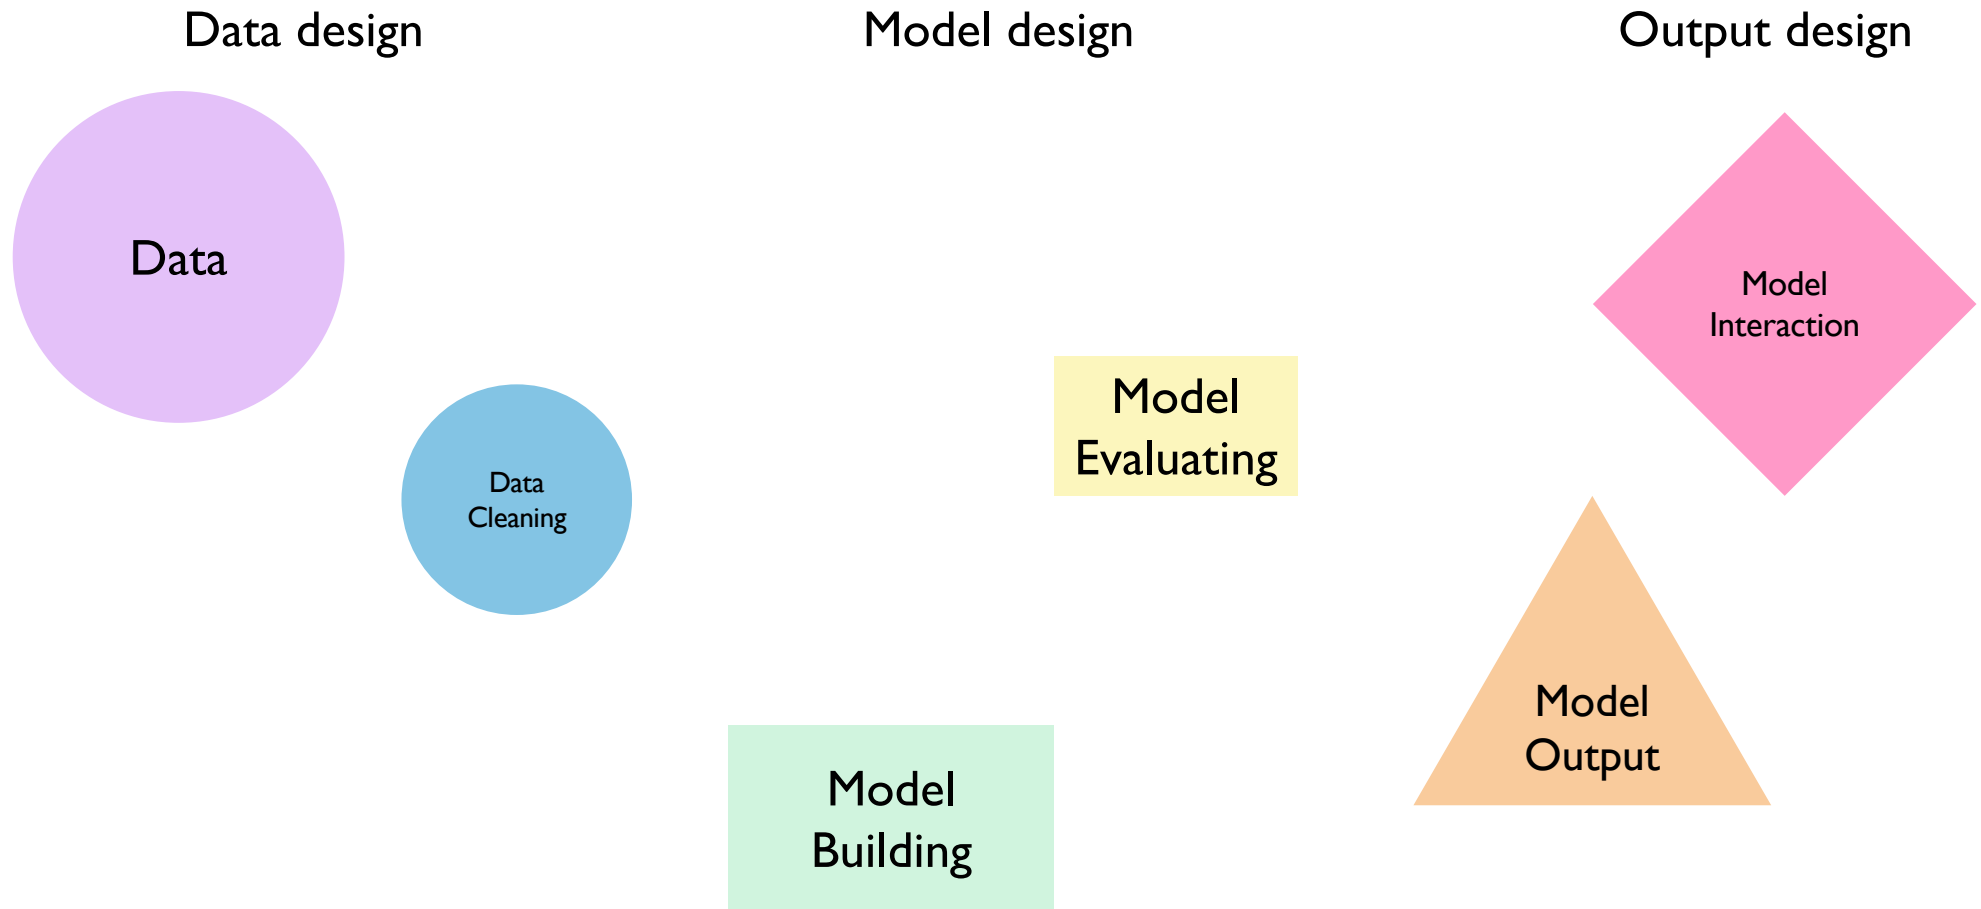 Data design
Model design
Output design
Data
Data
Cleaning
Model
Building
Model
Evaluating
Model
Output
Model
Interaction